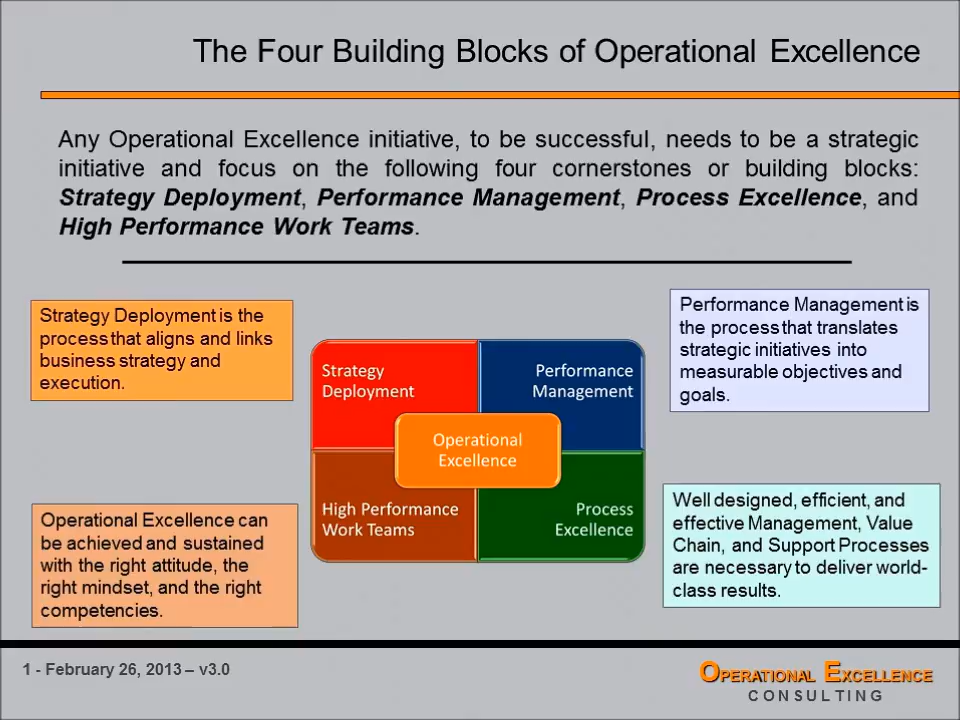 The Four Building Blocks of Operational Excellence
Any Operational Excellence initiative, to be successful, needs to be a strategic
initiative and focus on the following four cornerstones or building blocks:
Strategy Deployment, Performance Management, Process Excellence, and
High Performance Work Teams.
Strategy Deployment is the
process that aligns and links
business strategy and
execution.
Performance Management is
the process that translates
strategic initiatives into
measurable objectives and
goals.
Strategy
Deployment
Performance
Management
Operational
Excellence
High Performance
Work Teams
Process
Excellence
Operational Excellence can
be achieved and sustained
with the right attitude, the
right mindset, and the right
competencies.
Well designed, efficient, and
effective Management, Value
Chain, and Support Processes
are necessary to deliver world-
class results.
1 - February 26, 2013 – v3.0
OPERATIONAL EXCELLENCE
CONSULTING